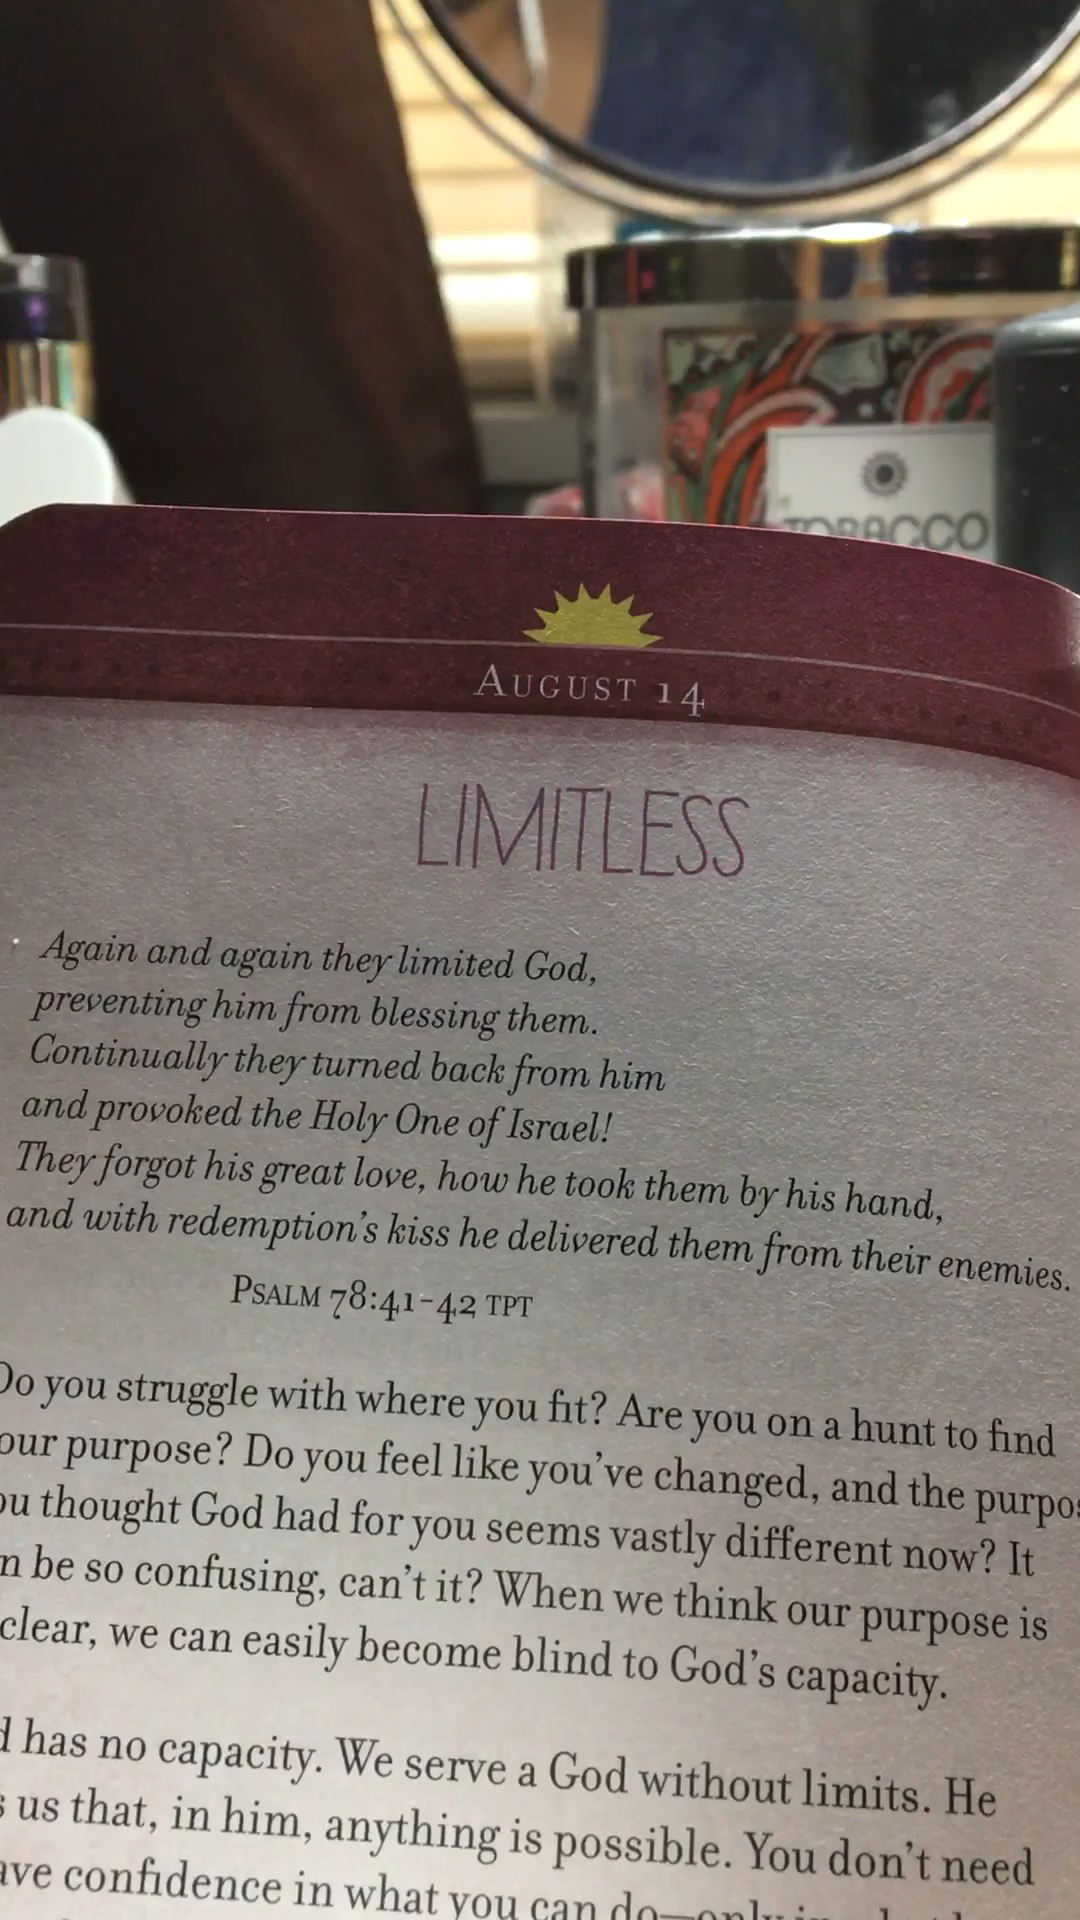 TOBACCO
AUGUST 14
LIMITLESS
Again and again they limited God,
preventing him from blessing them.
Continually they turned back from him
and provoked the Holy One of Israel!
They forgot his great love, how he took them by his hand,
and with redemption's kiss he delivered them from their enemies.
PSALM 78:41-42 TPT
Do you struggle with where you fit? Are you on a hunt to find
our purpose? Do you feel like you've changed, and the purpo
ou thought God had for you seems vastly different now? It
n be so confusing, can't it? When we think our purpose is
clear, we can easily become blind to God's capacity.
d has no capacity. We serve a God without limits. He
s us that, in him, anything is possible. You don't need
ave confidence in what you can do—only in